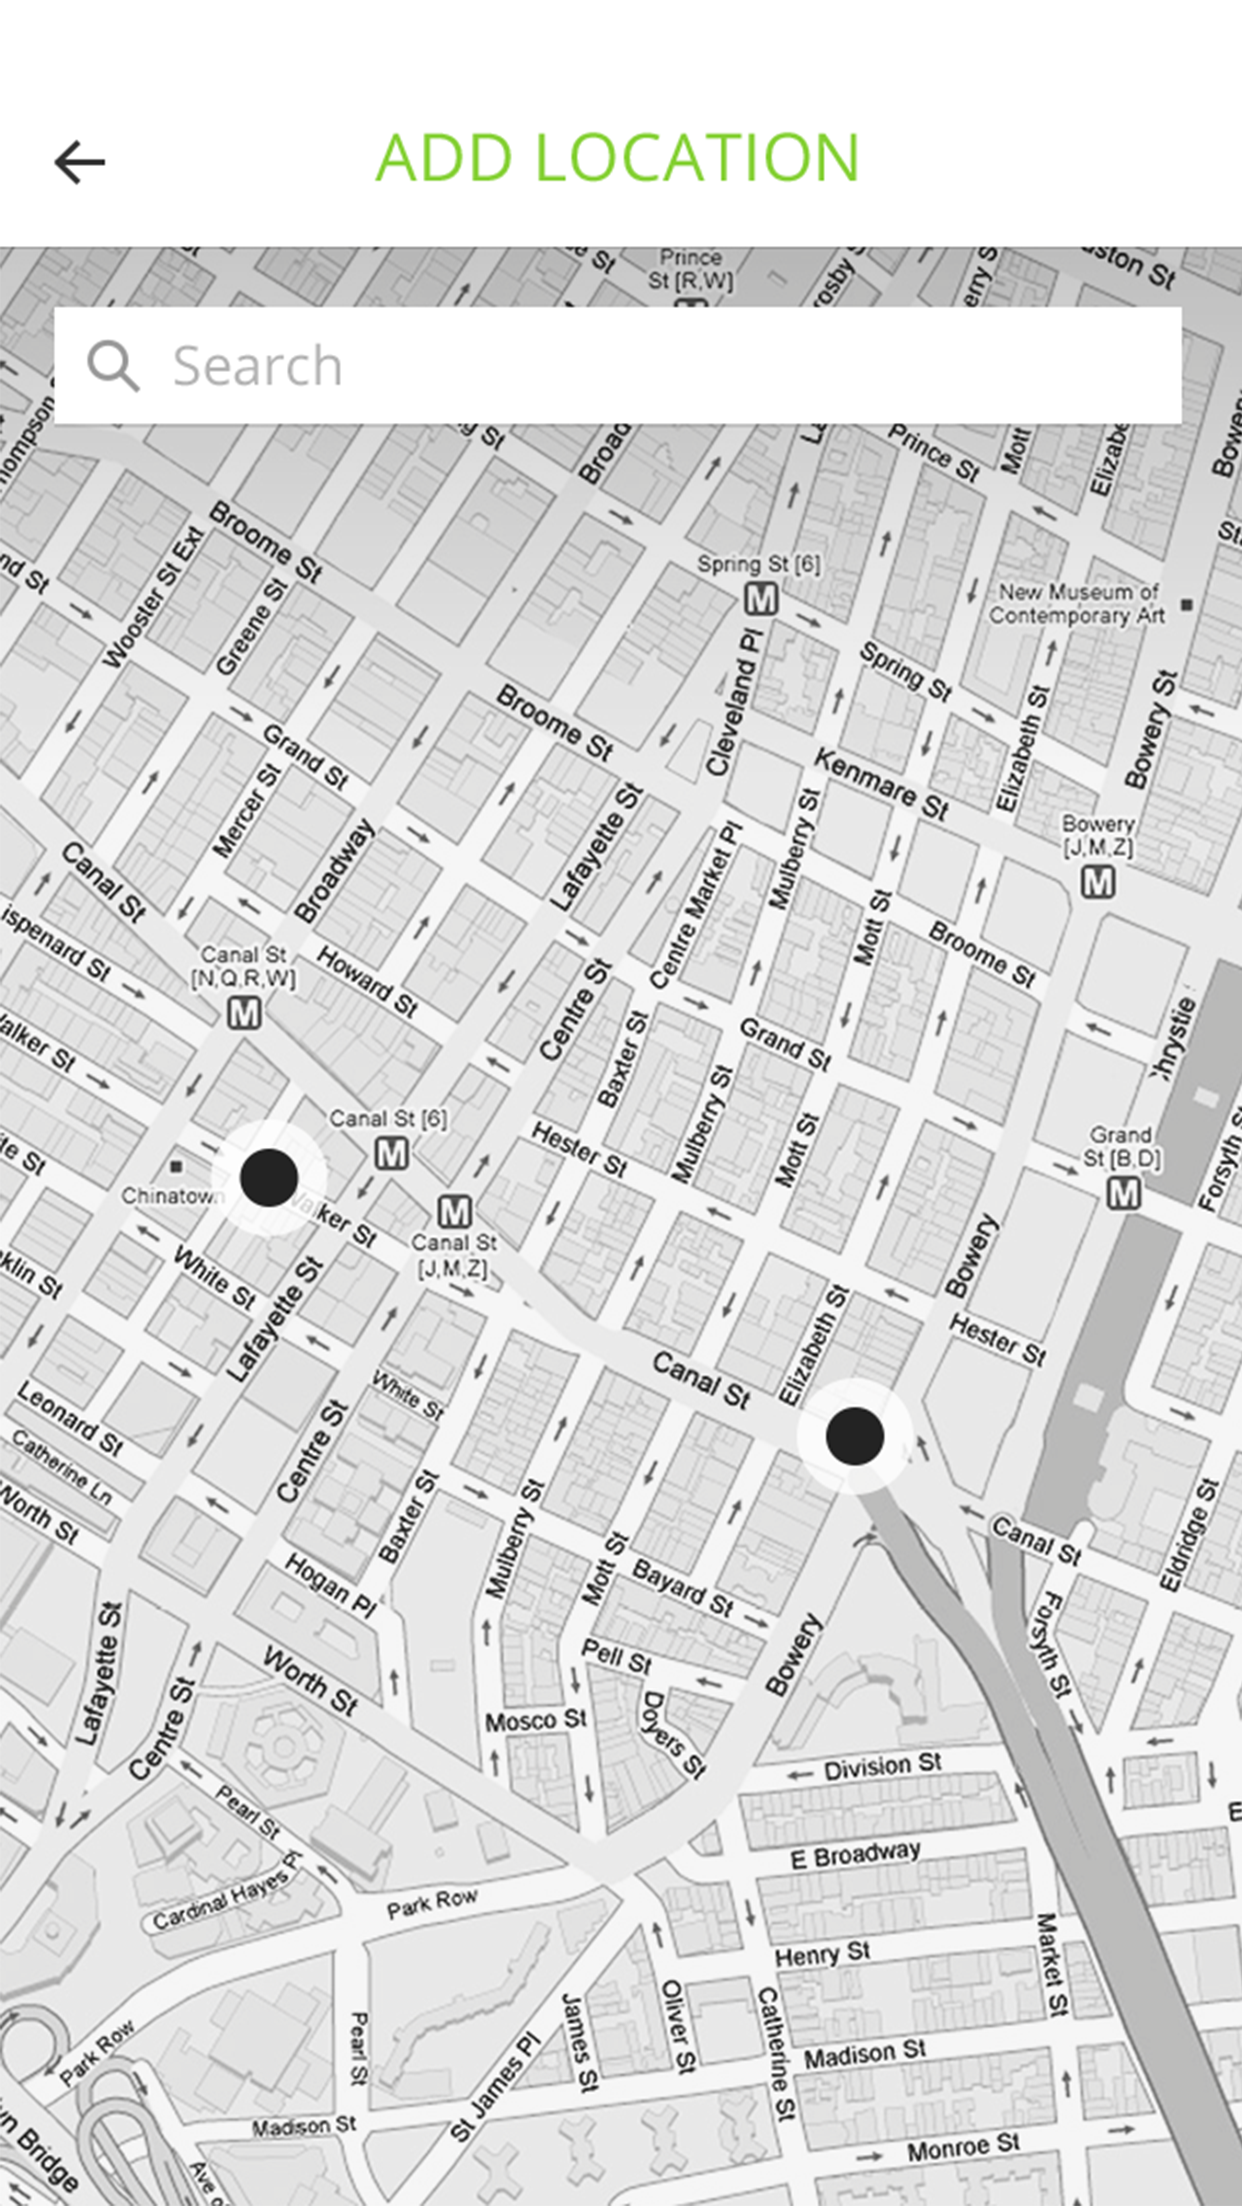 ADD LOCATION
Prince
St [R,W]
Search
Prince St
Mott
Broome St
Spring St [6]
M
New Museum of
Contemporary Art
Wooster St Ext
Greene St
Cleveland Pl
Spring St
Elizabeth St
Bowery St
Broome St
Grand St
Kenmare St
Mercer St
Broadway
Lafayette St
Mulberry St
Bowery
[J,M,Z]
M
Canal St
Centre Market Pl
Mott St
Broome St
Canal St
[N,Q,R,W]
M
Howard St
Centre St
Baxter St
Grand St
Mulberry St
Mott St
Canal St [6]
M
Hester St
Grand
St [B,D]
M
Forsyth St
Chinatown
Walker St
M
Canal St
[J,M,Z]
White St
Lafayette St
Bowery
Hester St
Elizabeth St
Canal St
White St
Leonard St
Catherine Ln
Worth St
Centre St
Baxter St
Mulberry St
Mott St
Bayard St
Canal St
Eldridge St
Hogan Pl
Forsyth St
Lafayette St
Centre St
Worth St
Pell St
Bowery
Mosco St
Doyers St
Division St
Pearl St
Cardinal Hayes Pl
Park Row
E Broadway
Henry St
Market St
Park Row
Pearl St
St James Pl
James St
Oliver St
Catherine St
Madison St
Madison St
Monroe St
Bridge